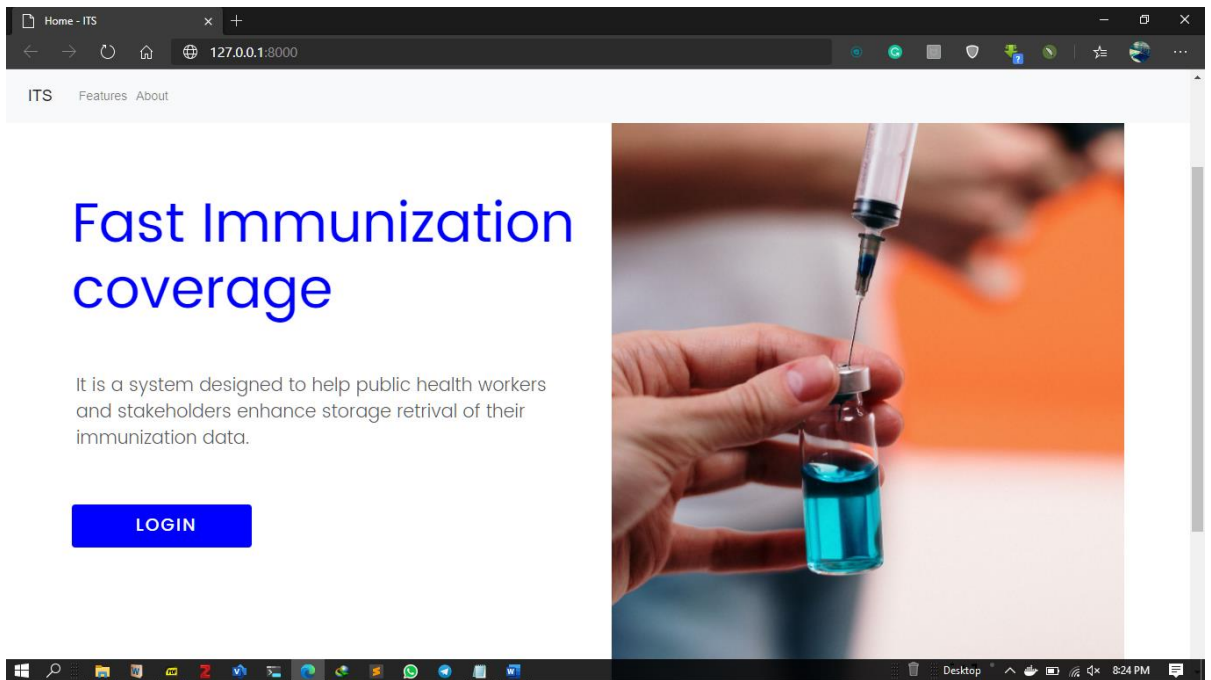 Home - ITS
127.0.0.1:8000
ITS Features About
Fast Immunization
coverage
It is a system designed to help public health workers
and stakeholders enhance storage retrival of their
immunization data.
LOGIN
Desktop
8:24 PM